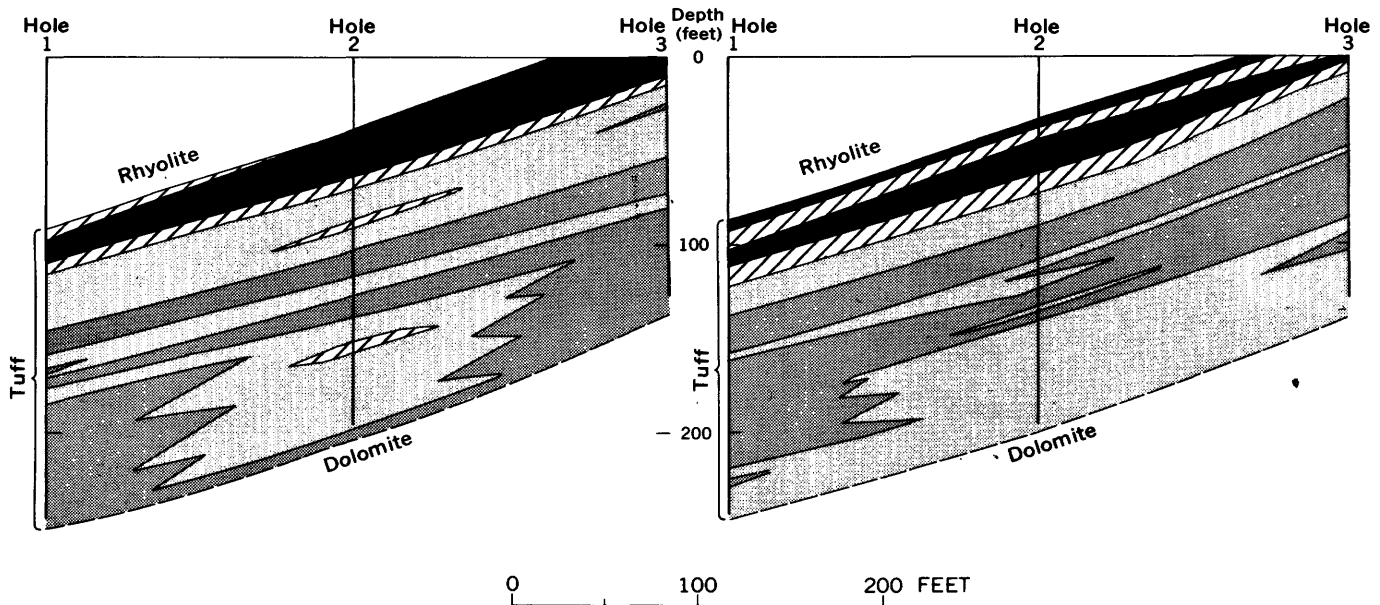 Hole Hole Hole Depth Hole Hole Hole
1 2 3 (feet) 1 2 3
0
Rhyolite Rhyolite
100
Tuff Tuff
200
Dolomite Dolomite
0 100 200 FEET